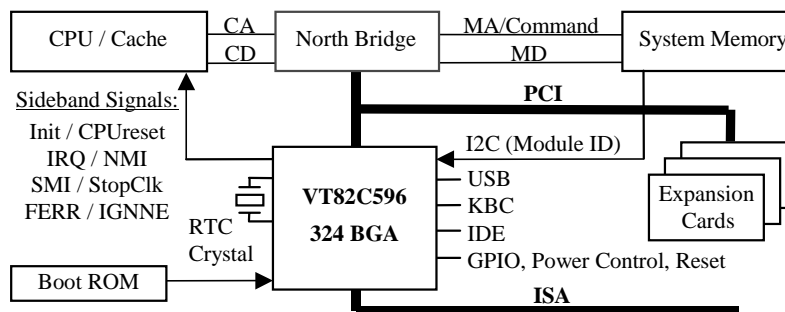 CPU / Cache
CA
CD
North Bridge
MA/Command
MD
System Memory
PCI
Sideband Signals:
Init / CPUreset
IRQ / NMI
SMI / StopClk
FERR / IGNNE
RTC
Crystal
VT82C596
324 BGA
I2C (Module ID)
USB
KBC
IDE
GPIO, Power Control, Reset
Expansion
Cards
Boot ROM
ISA